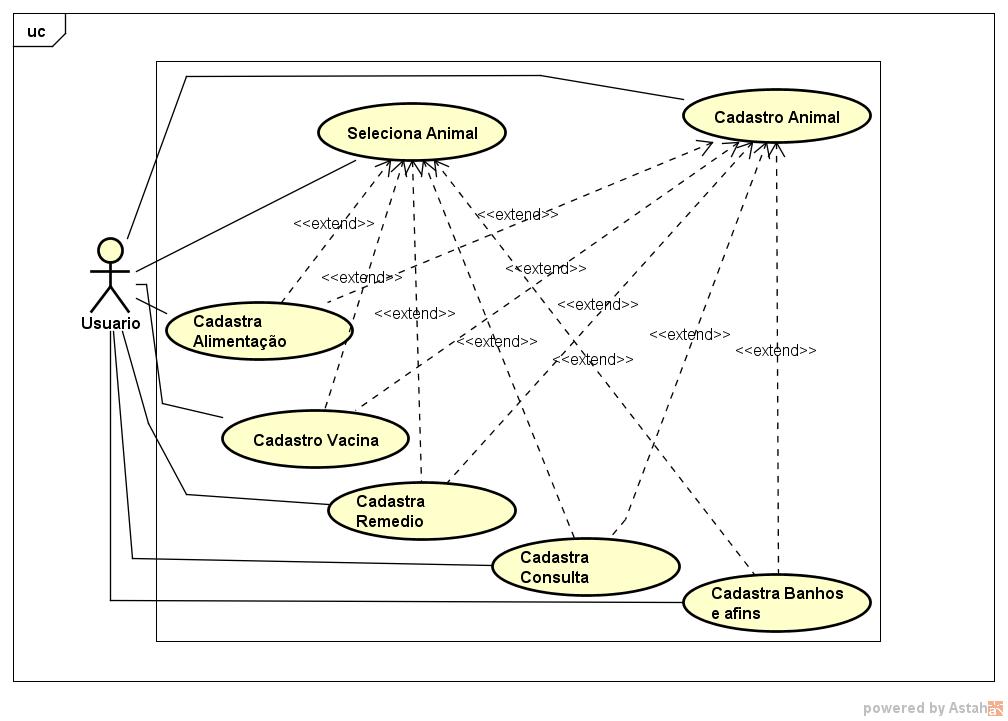 uc
Cadastro Animal
Seleciona Animal
<<extend>>
<<extend>>
<<extend>>
<<extend>>
<<extend>>
<<extend>>
<<extend>>
<<extend>>
<<extend>>
<<extend>>
Usuario
Cadastra
Alimentação
Cadastro Vacina
Cadastra
Remedio
Cadastra
Consulta
Cadastra Banhos
e afins
powered by Astah